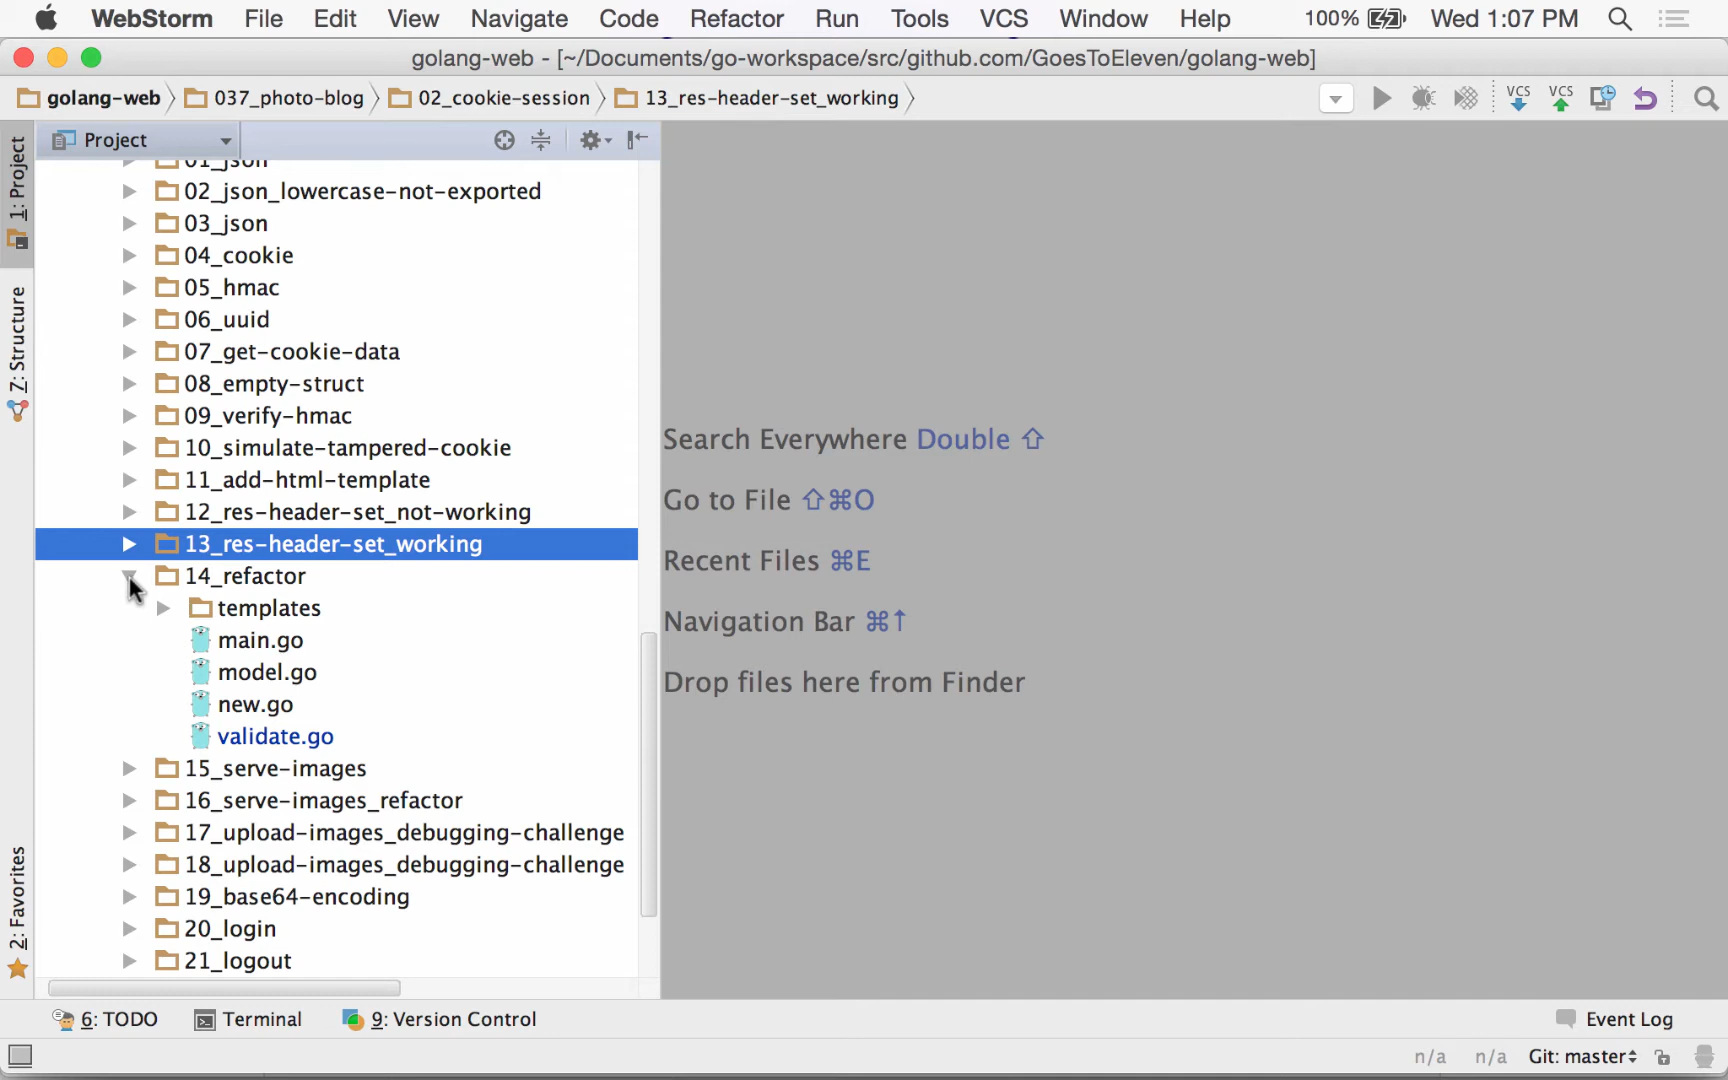 WebStorm File Edit View Navigate Code Refactor Run Tools VCS Window Help 100% Wed 1:07 PM
golang-web - [~/Documents/go-workspace/src/github.com/GoesToEleven/golang-web]
golang-web 037_photo-blog 02_cookie-session 13_res-header-set_working VCS VCS
1: Project
Z: Structure
2: Favorites
Project
01_json
02_json_lowercase-not-exported
03_json
04_cookie
05_hmac
06_uuid
07_get-cookie-data
08_empty-struct
09_verify-hmac
10_simulate-tampered-cookie
11_add-html-template
12_res-header-set_not-working
13_res-header-set_working
14_refactor
templates
main.go
model.go
new.go
validate.go
15_serve-images
16_serve-images_refactor
17_upload-images_debugging-challenge
18_upload-images_debugging-challenge
19_base64-encoding
20_login
21_logout
Search Everywhere Double ⇧
Go to File ⇧⌘O
Recent Files ⌘E
Navigation Bar ⌘↑
Drop files here from Finder
6: TODO Terminal 9: Version Control Event Log
n/a n/a Git: master